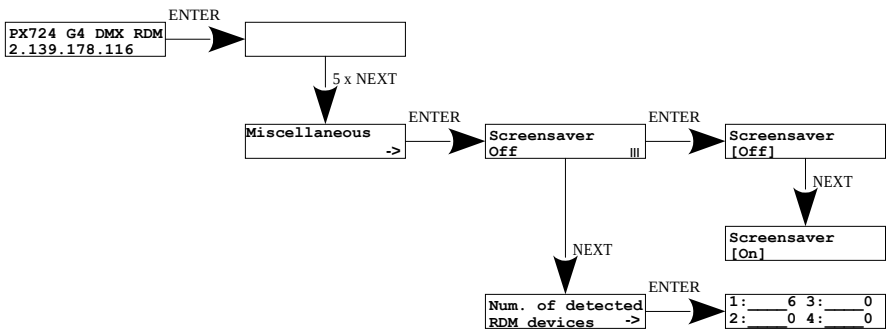 ENTER
PX724 G4 DMX RDM
2.139.178.116
5 x NEXT
Miscellaneous
->
ENTER
Screensaver
Off III
ENTER
Screensaver
[Off]
NEXT
Screensaver
[On]
NEXT
Num. of detected
RDM devices ->
ENTER
1:____6 3:____0
2:____0 4:____0